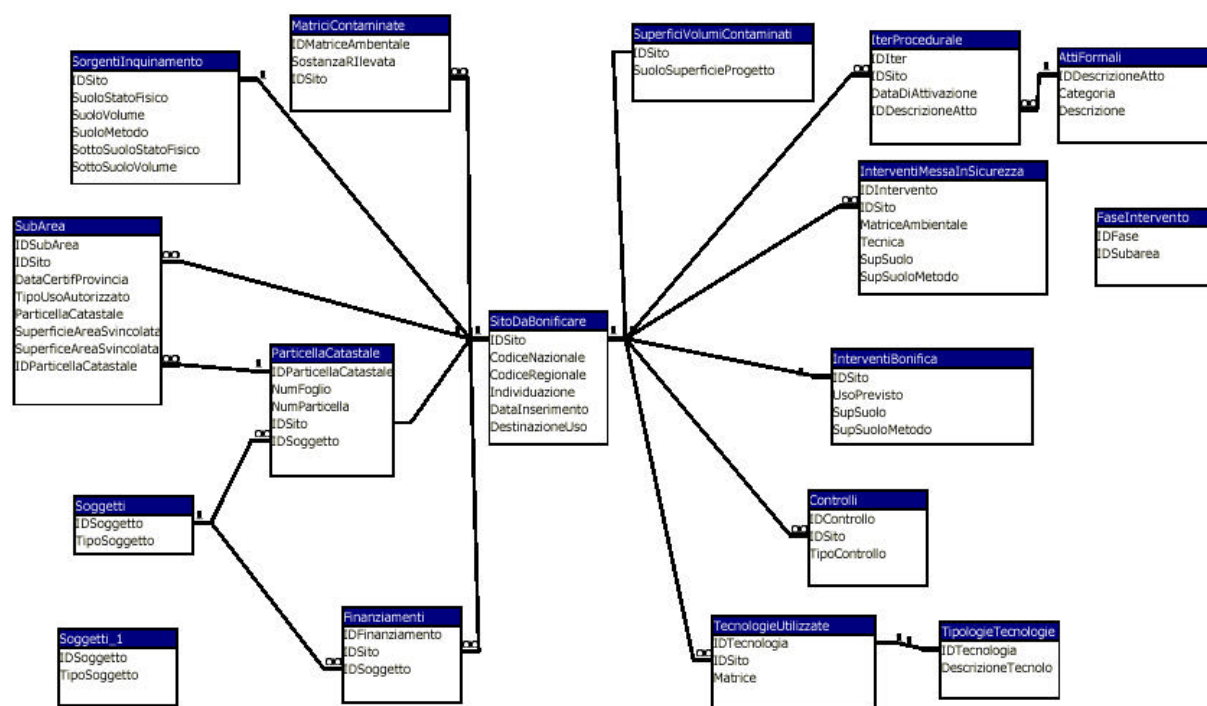 MatriciContaminate
IDMatriceAmbentale
SostanzaRIlevata
IDSito
SuperficiVolumiContaminati
IDSito
SuoloSuperficieProgetto
IterProcedurale
IDIter
IDSito
DataDiAttivazione
IDDescrizioneAtto
AttiFormali
IDDescrizioneAtto
Categoria
Descrizione
SorgentiInquinamento
IDSito
SuoloStatoFisico
SuoloVolume
SuoloMetodo
SottoSuoloStatoFisico
SottoSuoloVolume
InterventiMessaInSicurezza
IDIntervento
IDSito
MatriceAmbientale
Tecnica
SupSuolo
SupSuoloMetodo
FaseIntervento
IDFase
IDSubarea
SubArea
IDSubArea
IDSito
DataCertifProvincia
TipoUsoAutorizzato
ParticellaCatastale
SuperficieAreaSvincolata
SuperficeAreaSvincolata
IDParticellaCatastale
SitoDaBonificare
IDSito
CodiceNazionale
CodiceRegionale
Individuazione
DataInserimento
DestinazioneUso
ParticellaCatastale
IDParticellaCatastale
NumFoglio
NumParticella
IDSito
IDSoggetto
InterventiBonifica
IDSito
UsoPrevisto
SupSuolo
SupSuoloMetodo
Soggetti
IDSoggetto
TipoSoggetto
Controlli
IDControllo
IDSito
TipoControllo
Soggetti_1
IDSoggetto
TipoSoggetto
Finanziamenti
IDFinanziamento
IDSito
IDSoggetto
TecnologieUtilizzate
IDTecnologia
IDSito
Matrice
TipologieTecnologie
IDTecnologia
DescrizioneTecnolo